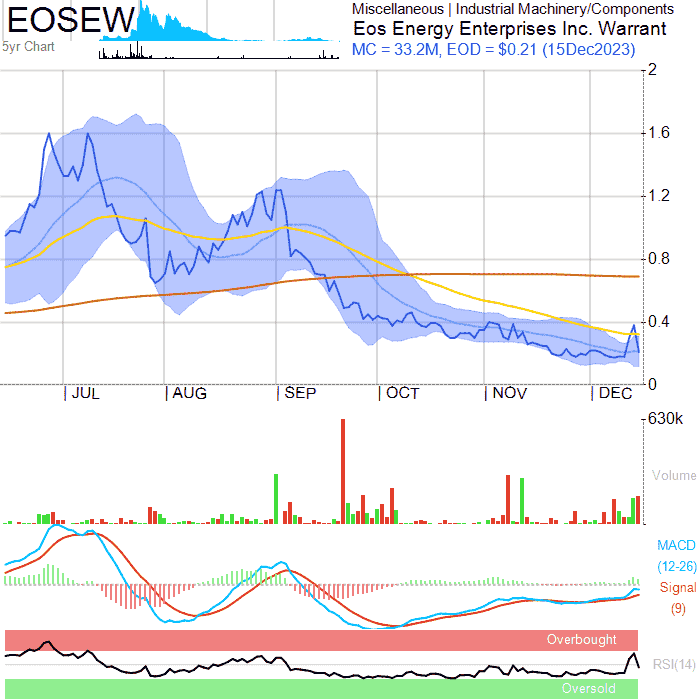 EOSEW
5yr Chart
Miscellaneous | Industrial Machinery/Components
Eos Energy Enterprises Inc. Warrant
MC = 33.2M, EOD = $0.21 (15Dec2023)
2
1.6
1.2
0.8
0.4
0
JUL AUG SEP OCT NOV DEC
630k
Volume
MACD
(12-26)
Signal
(9)
Overbought
RSI(14)
Oversold